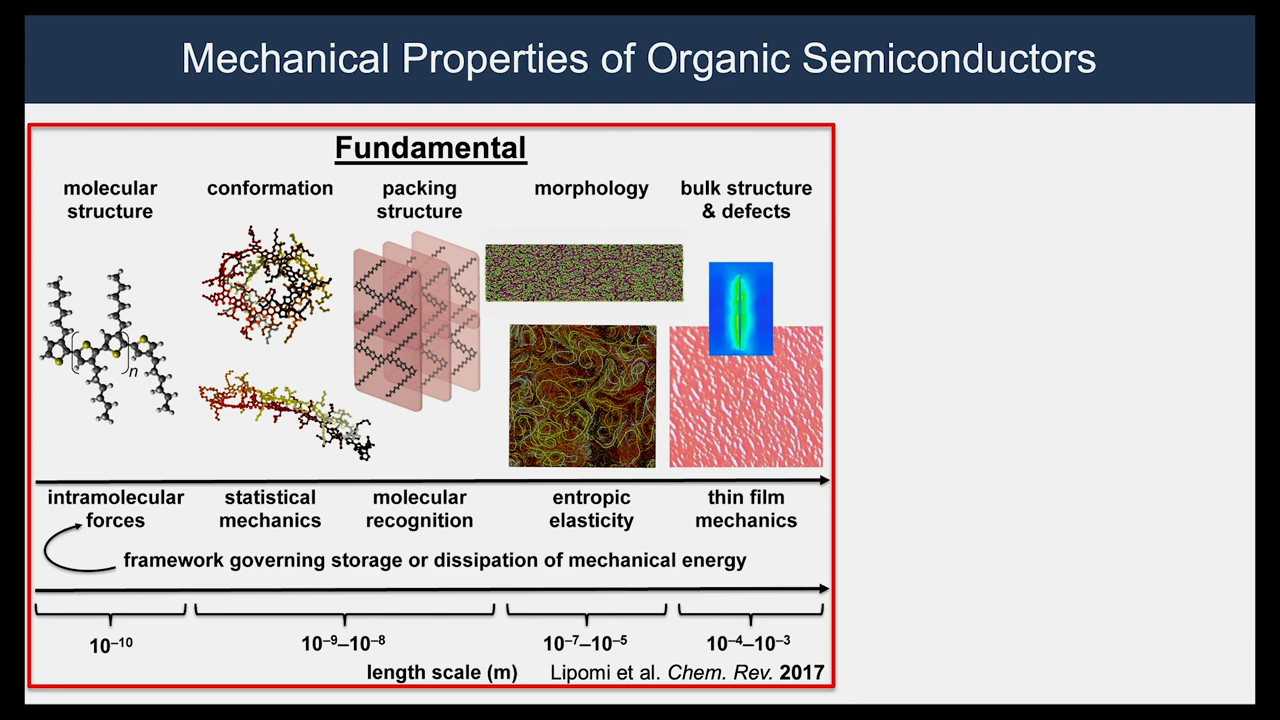 Mechanical Properties of Organic Semiconductors
Fundamental
molecular structure
conformation
packing structure
morphology
bulk structure & defects
n
intramolecular forces
statistical mechanics
molecular recognition
entropic elasticity
thin film mechanics
framework governing storage or dissipation of mechanical energy
10⁻¹⁰
10⁻⁹–10⁻⁸
10⁻⁷–10⁻⁵
10⁻⁴–10⁻³
length scale (m)
Lipomi et al. Chem. Rev. 2017